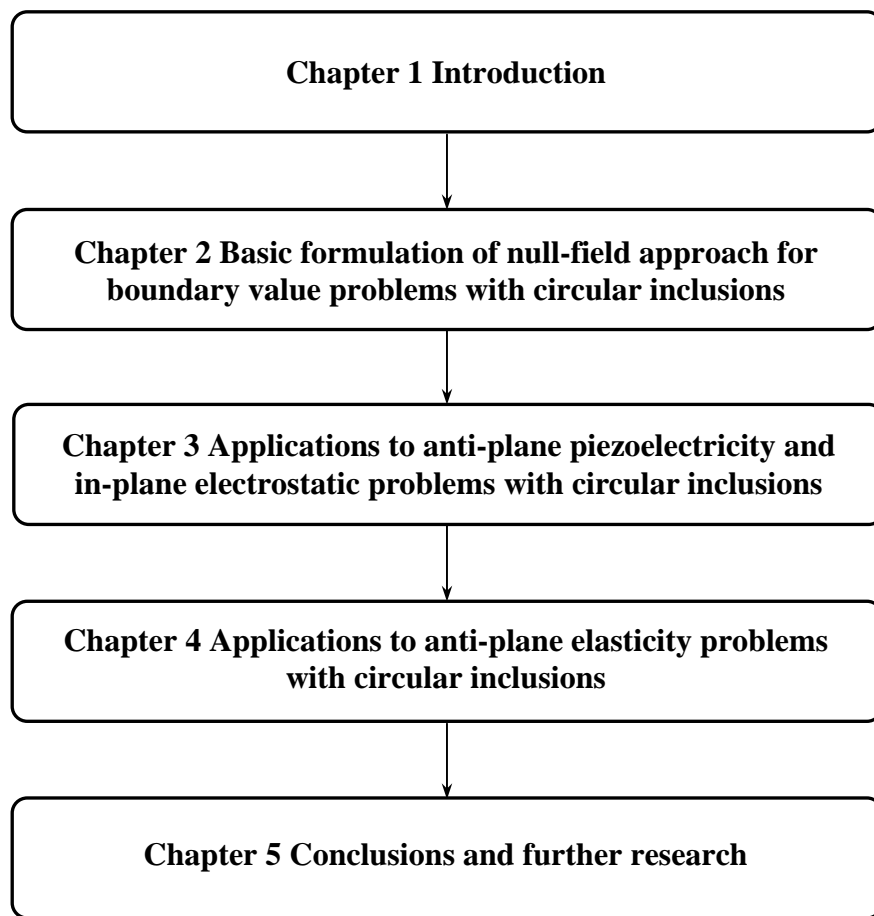 Chapter 1 Introduction
Chapter 2 Basic formulation of null-field approach for
boundary value problems with circular inclusions
Chapter 3 Applications to anti-plane piezoelectricity and
in-plane electrostatic problems with circular inclusions
Chapter 4 Applications to anti-plane elasticity problems
with circular inclusions
Chapter 5 Conclusions and further research